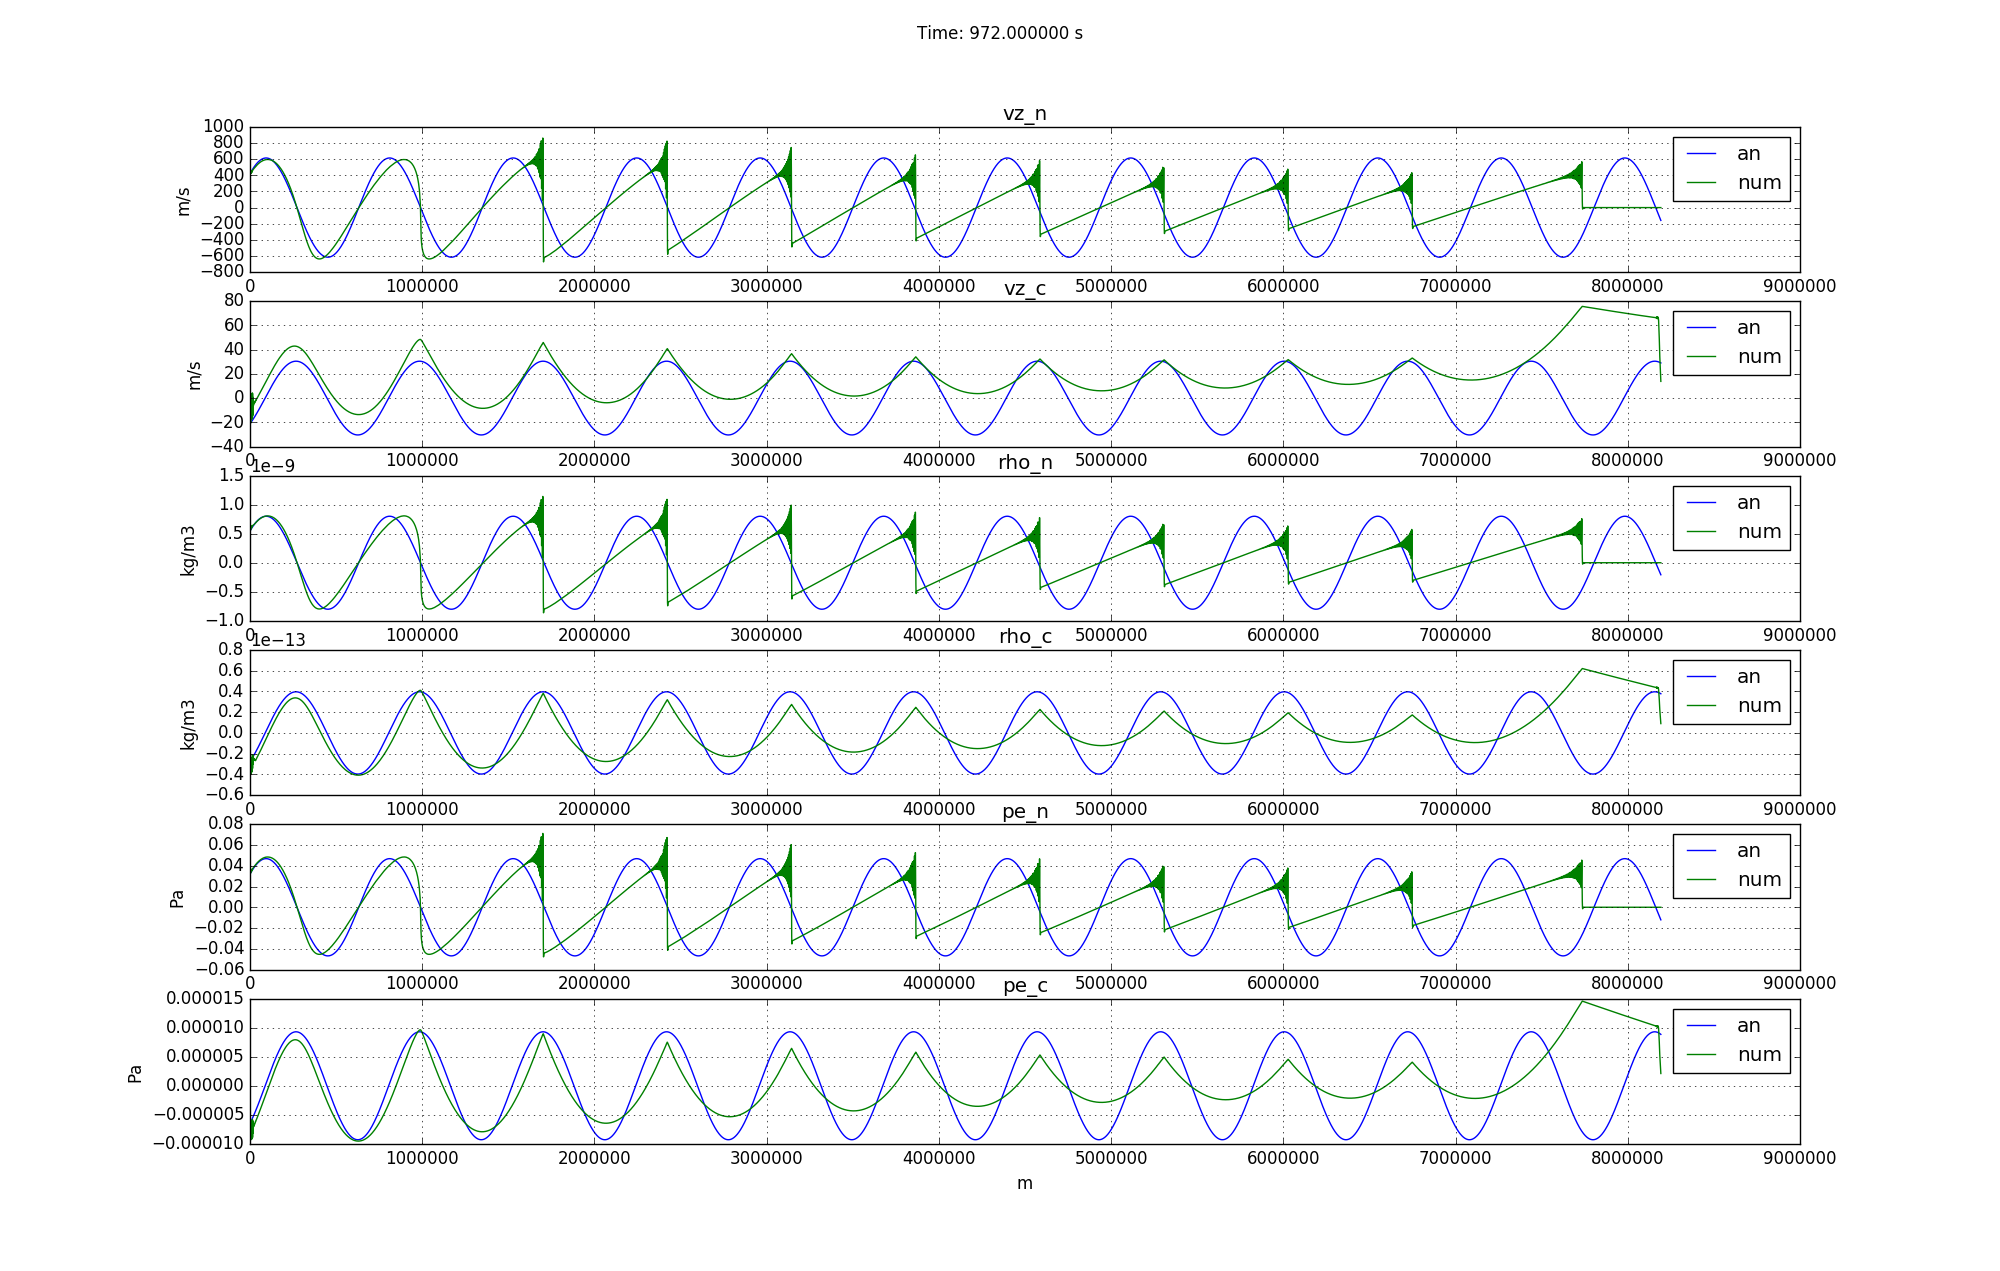 Time: 972.000000 s
vz_n
1000
800
600
400
200
0
−200
−400
−600
−800
m/s
an
num
0 1000000 2000000 3000000 4000000 5000000 6000000 7000000 8000000 9000000
vz_c
80
60
40
20
0
−20
−40
m/s
an
num
0 1000000 2000000 3000000 4000000 5000000 6000000 7000000 8000000 9000000
1e−9
rho_n
1.5
1.0
0.5
0.0
−0.5
−1.0
kg/m3
an
num
0 1000000 2000000 3000000 4000000 5000000 6000000 7000000 8000000 9000000
1e−13
rho_c
0.8
0.6
0.4
0.2
0.0
−0.2
−0.4
−0.6
kg/m3
an
num
0 1000000 2000000 3000000 4000000 5000000 6000000 7000000 8000000 9000000
pe_n
0.08
0.06
0.04
0.02
0.00
−0.02
−0.04
−0.06
Pa
an
num
0 1000000 2000000 3000000 4000000 5000000 6000000 7000000 8000000 9000000
pe_c
0.000015
0.000010
0.000005
0.000000
−0.000005
−0.000010
Pa
an
num
0 1000000 2000000 3000000 4000000 5000000 6000000 7000000 8000000 9000000
m